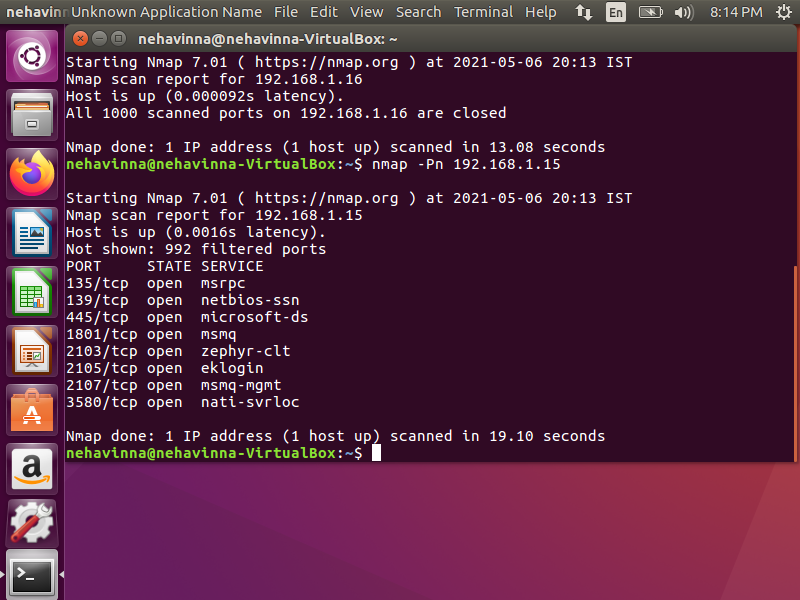 nehavinn Unknown Application Name File Edit View Search Terminal Help En 8:14 PM
nehavinna@nehavinna-VirtualBox: ~
Starting Nmap 7.01 ( https://nmap.org ) at 2021-05-06 20:13 IST
Nmap scan report for 192.168.1.16
Host is up (0.000092s latency).
All 1000 scanned ports on 192.168.1.16 are closed
Nmap done: 1 IP address (1 host up) scanned in 13.08 seconds
nehavinna@nehavinna-VirtualBox:~$ nmap -Pn 192.168.1.15
Starting Nmap 7.01 ( https://nmap.org ) at 2021-05-06 20:13 IST
Nmap scan report for 192.168.1.15
Host is up (0.0016s latency).
Not shown: 992 filtered ports
PORT     STATE SERVICE
135/tcp  open  msrpc
139/tcp  open  netbios-ssn
445/tcp  open  microsoft-ds
1801/tcp open  msmq
2103/tcp open  zephyr-clt
2105/tcp open  eklogin
2107/tcp open  msmq-mgmt
3580/tcp open  nati-svrloc
Nmap done: 1 IP address (1 host up) scanned in 19.10 seconds
nehavinna@nehavinna-VirtualBox:~$